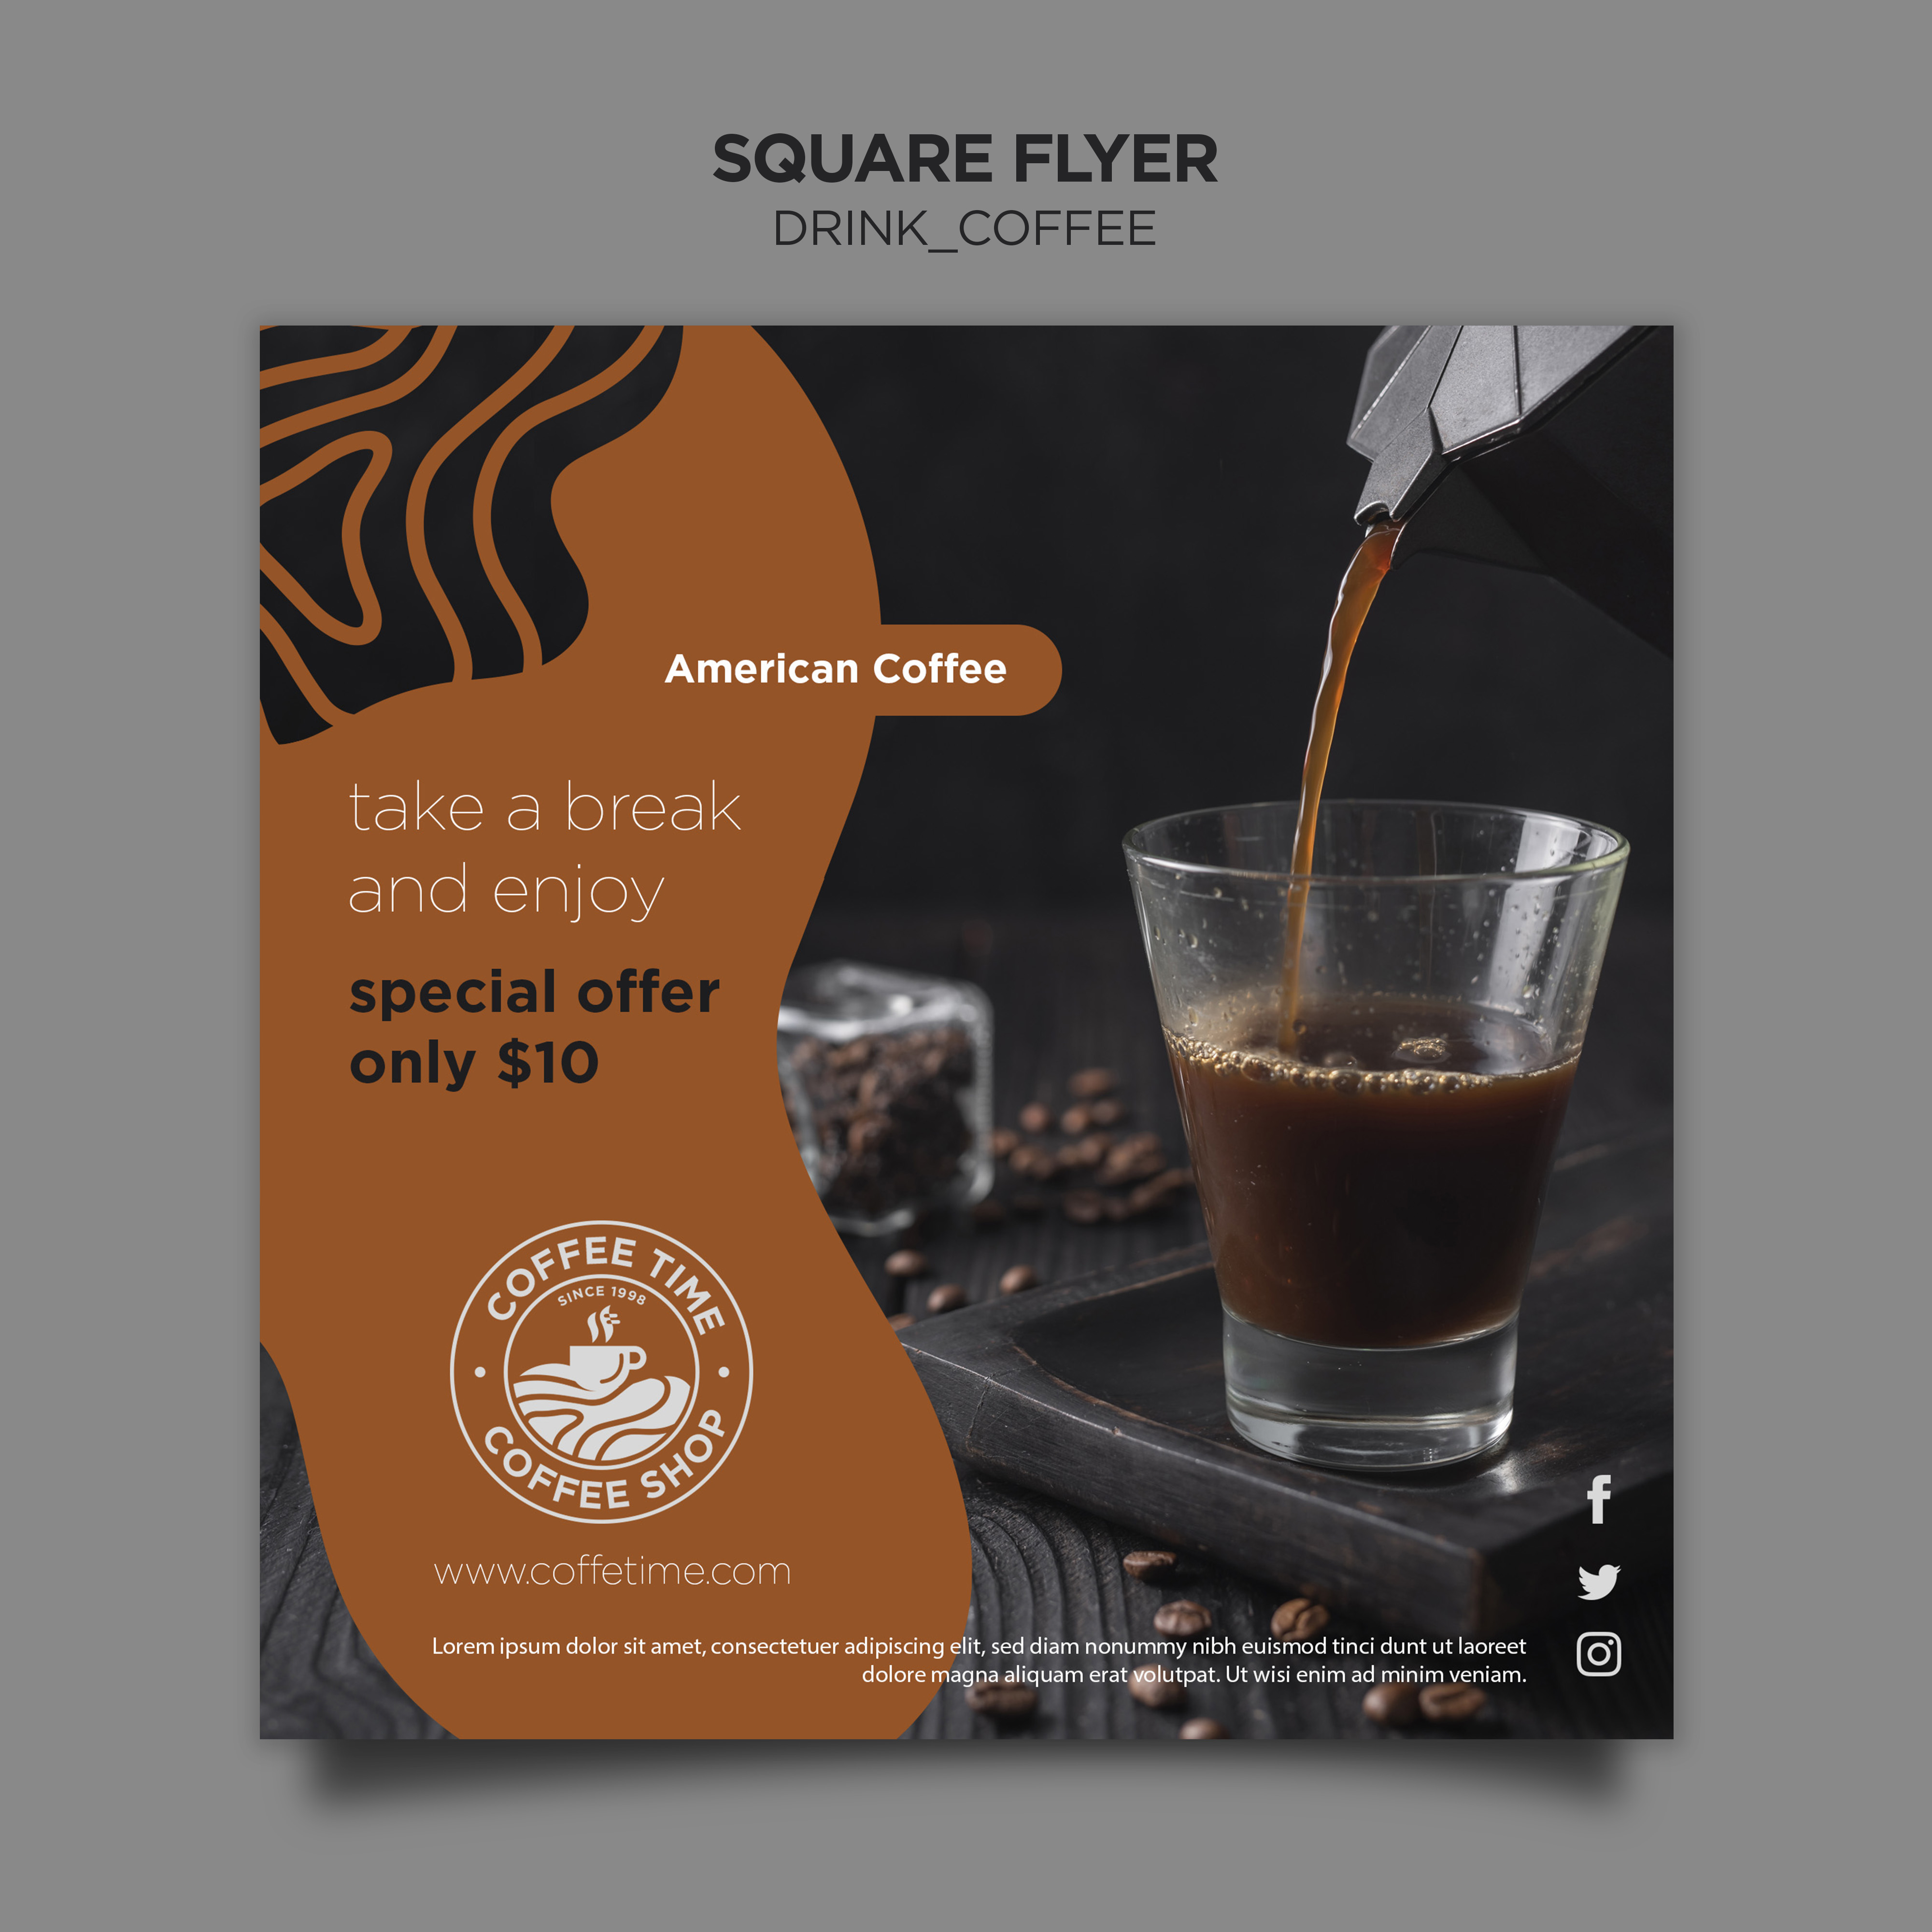 SQUARE FLYER
DRINK_COFFEE
American Coffee
take a break
and enjoy
special offer
only $10
COFFEE TIME
SINCE 1998
COFFEE SHOP
www.coffetime.com
Lorem ipsum dolor sit amet, consectetuer adipiscing elit, sed diam nonummy nibh euismod tinci dunt ut laoreet
dolore magna aliquam erat volutpat. Ut wisi enim ad minim veniam.